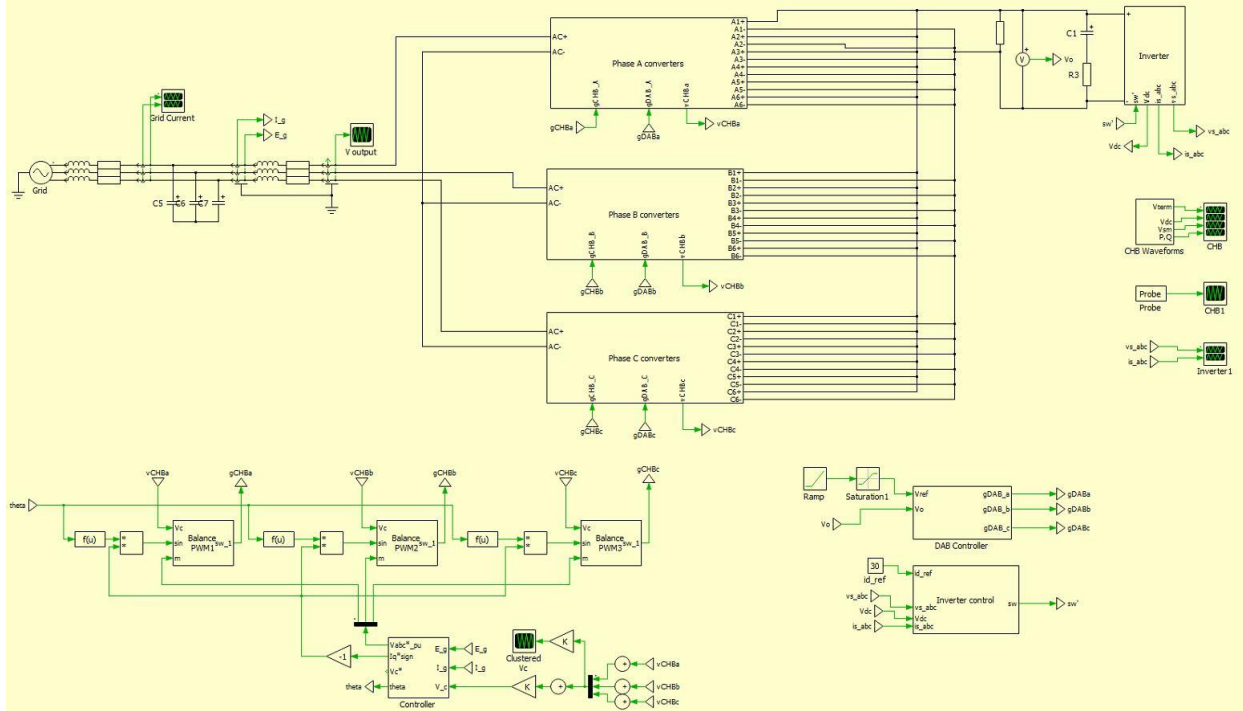 AC+
AC-
Phase A converters
gCHB_A
gDAB_A
vCHBa
A1+
A1-
A2+
A2-
A3+
A3-
A4+
A4-
A5+
A5-
A6+
A6-
gCHBa
gDABa
vCHBa
V
Vo
C1
R3
+
-
Inverter
sw'
Vdc
is_abc
vs_abc
sw'
Vdc
is_abc
vs_abc
Grid Current
I_g
E_g
V output
Grid
C5
C6
C7
AC+
AC-
Phase B converters
gCHB_B
gDAB_B
vCHBb
B1+
B1-
B2+
B2-
B3+
B3-
B4+
B4-
B5+
B5-
B6+
B6-
gCHBb
gDABb
vCHBb
Vterm
Vdc
Vsm
P,Q
CHB Waveforms
CHB
Probe
Probe
CHB1
vs_abc
is_abc
Inverter1
AC+
AC-
Phase C converters
gCHB_C
gDAB_C
vCHBc
C1+
C1-
C2+
C2-
C3+
C3-
C4+
C4-
C5+
C5-
C6+
C6-
gCHBc
gDABc
vCHBc
theta
vCHBa
gCHBa
vCHBb
gCHBb
vCHBc
gCHBc
f(u)
Vc
sin
m
Balance
PWM1
sw_1
f(u)
Vc
sin
m
Balance
PWM2
sw_1
f(u)
Vc
sin
m
Balance
PWM3
sw_1
Ramp
Saturation1
Vo
Vref
Vo
gDAB_a
gDAB_b
gDAB_c
gDABa
gDABb
gDABc
DAB Controller
30
id_ref
vs_abc
Vdc
is_abc
id_ref
vs_abc
Vdc
is_abc
Inverter control
sw
sw'
-1
theta
Vabc*_pu
Iq*sign
Vc*
theta
E_g
I_g
V_c
Controller
E_g
I_g
Clustered
Vc
K
K
vCHBa
vCHBb
vCHBc